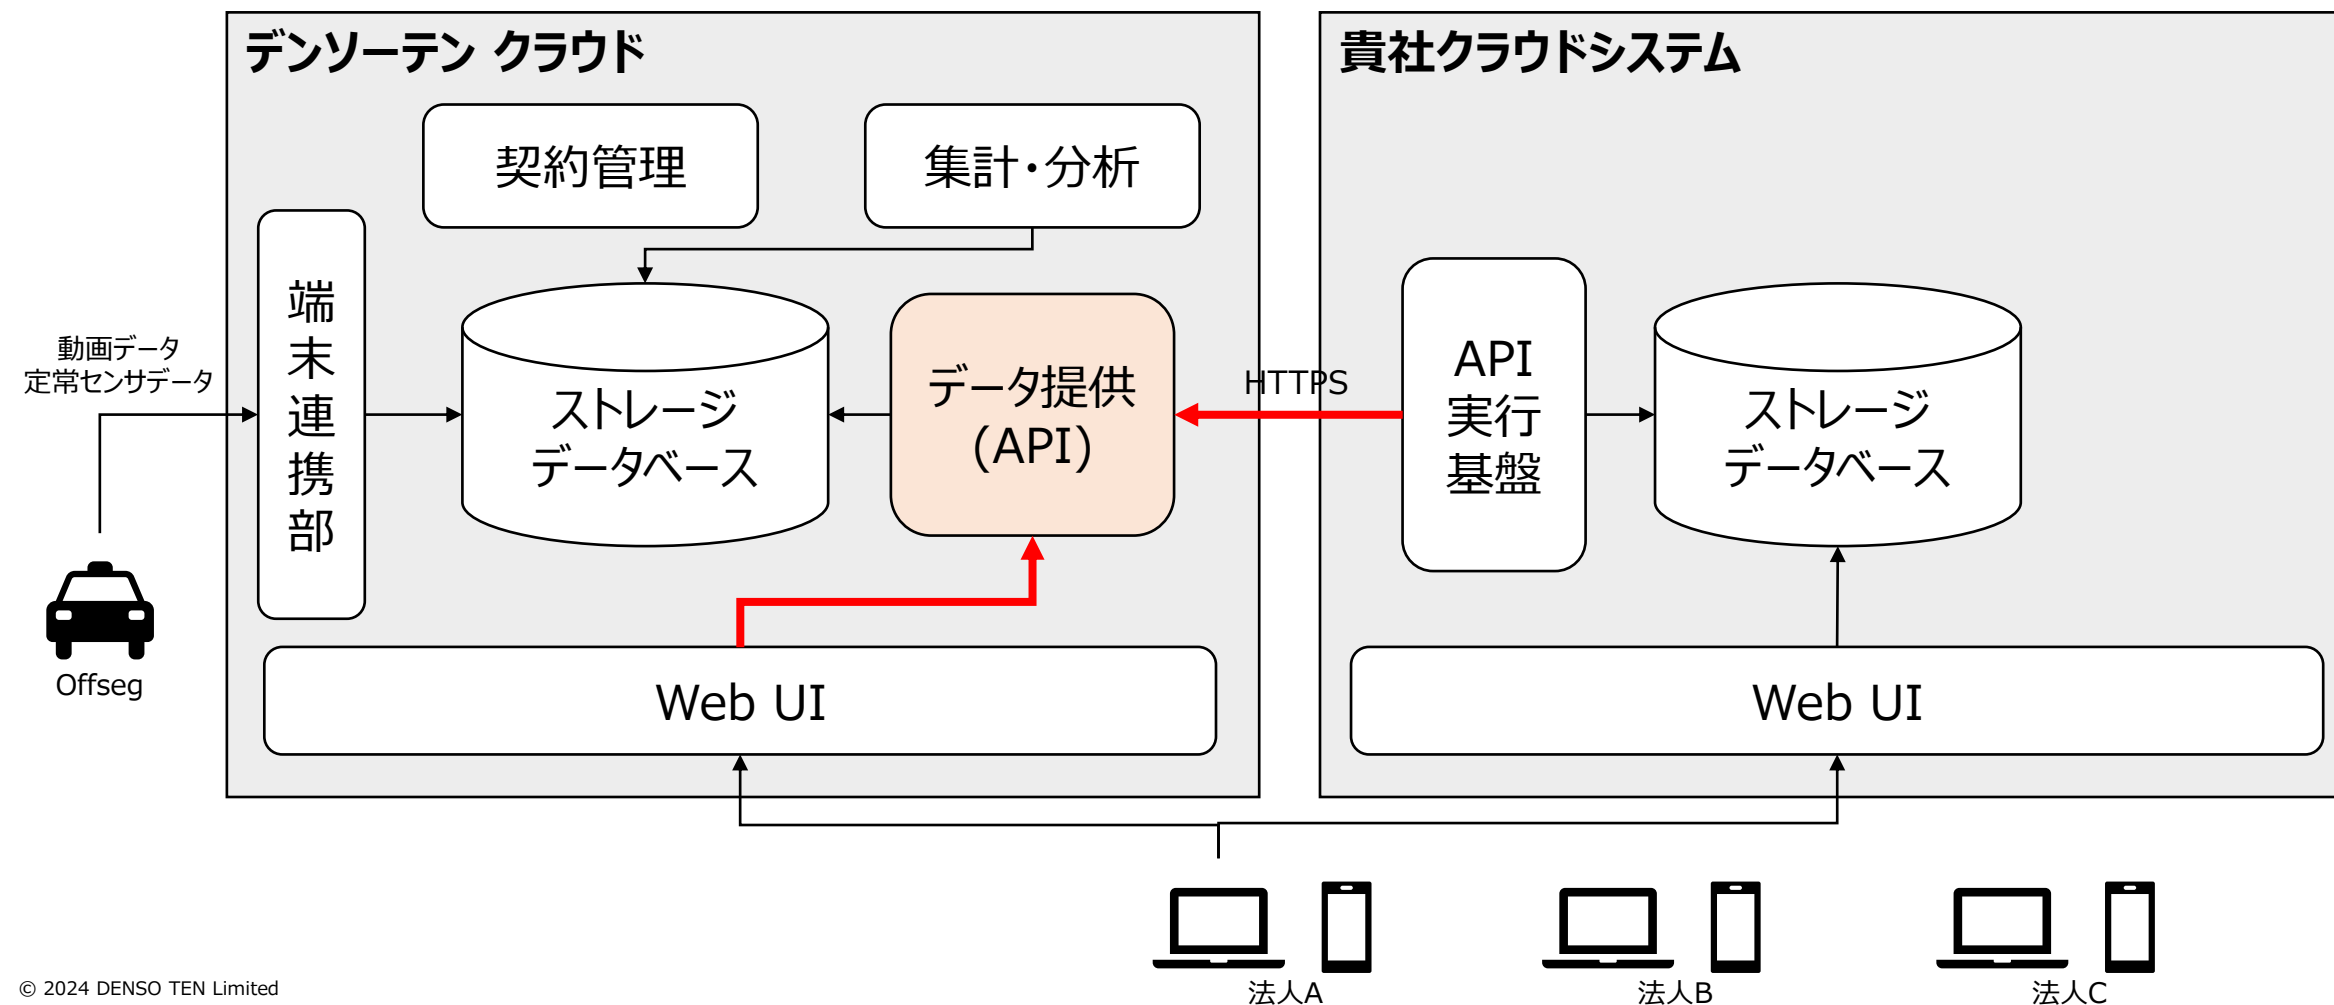 デンソーテン クラウド
貴社クラウドシステム
契約管理
集計・分析
端
末
連
携
部
動画データ
定常センサデータ
ストレージ
データベース
データ提供
(API)
HTTPS
API
実行
基盤
ストレージ
データベース
Offseg
Web UI
Web UI
法人A
法人B
法人C
© 2024 DENSO TEN Limited